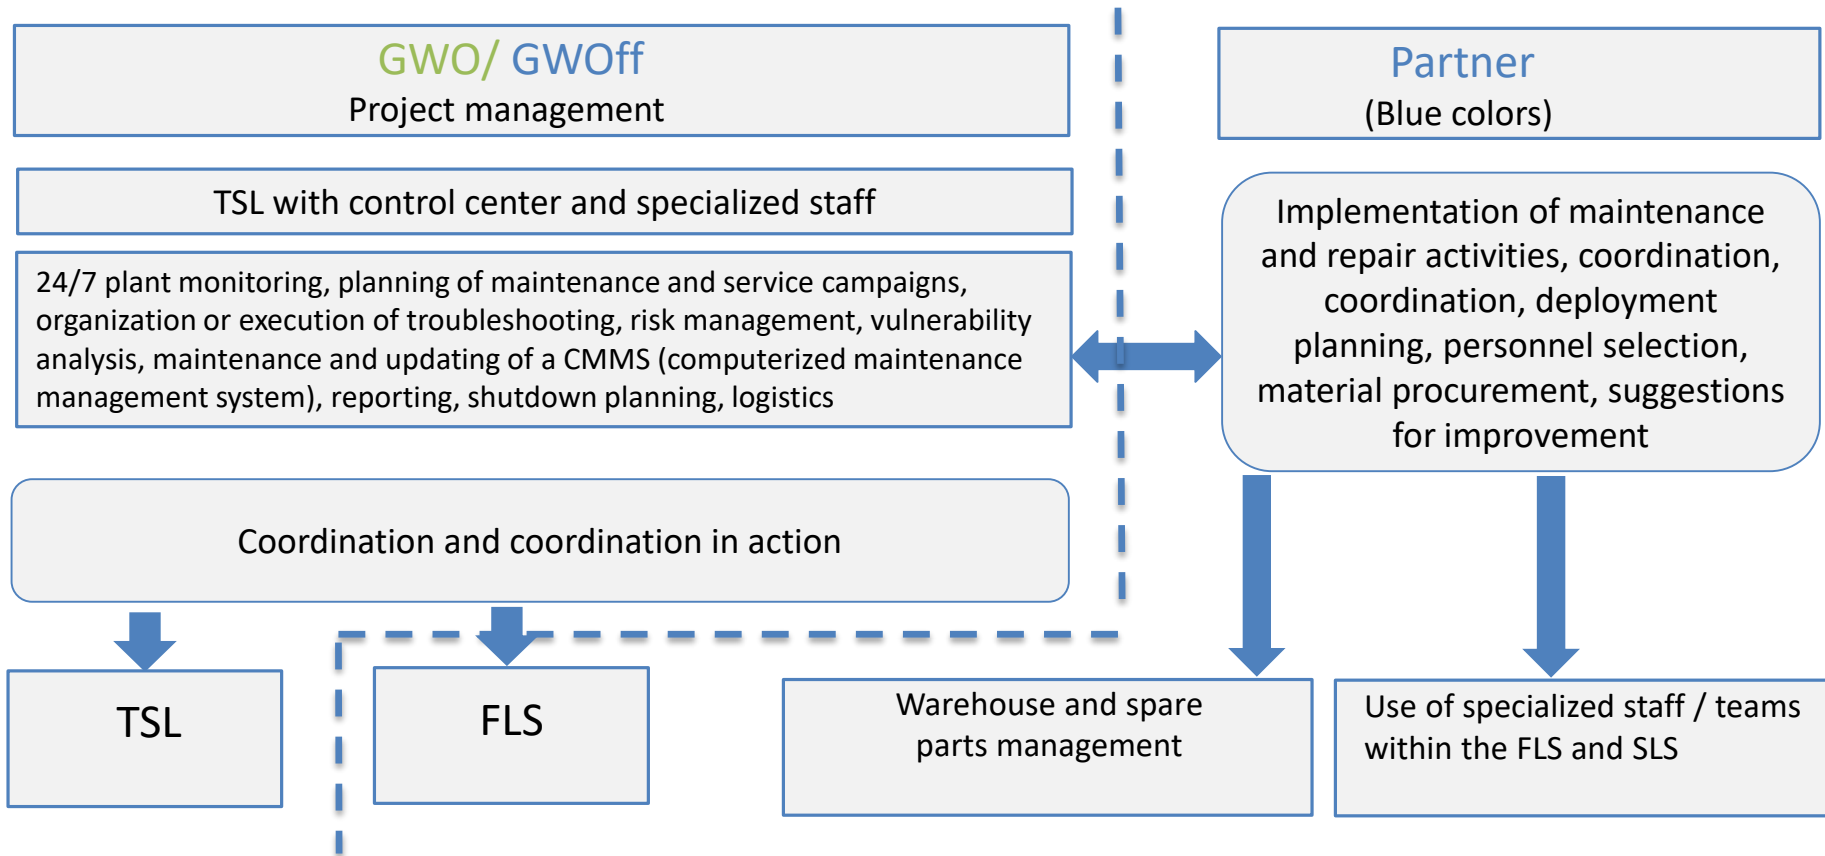 GWO/ GWOff
Project management
Partner
(Blue colors)
TSL with control center and specialized staff
24/7 plant monitoring, planning of maintenance and service campaigns,
organization or execution of troubleshooting, risk management, vulnerability
analysis, maintenance and updating of a CMMS (computerized maintenance
management system), reporting, shutdown planning, logistics
Implementation of maintenance
and repair activities, coordination,
coordination, deployment
planning, personnel selection,
material procurement, suggestions
for improvement
Coordination and coordination in action
TSL
FLS
Warehouse and spare
parts management
Use of specialized staff / teams
within the FLS and SLS